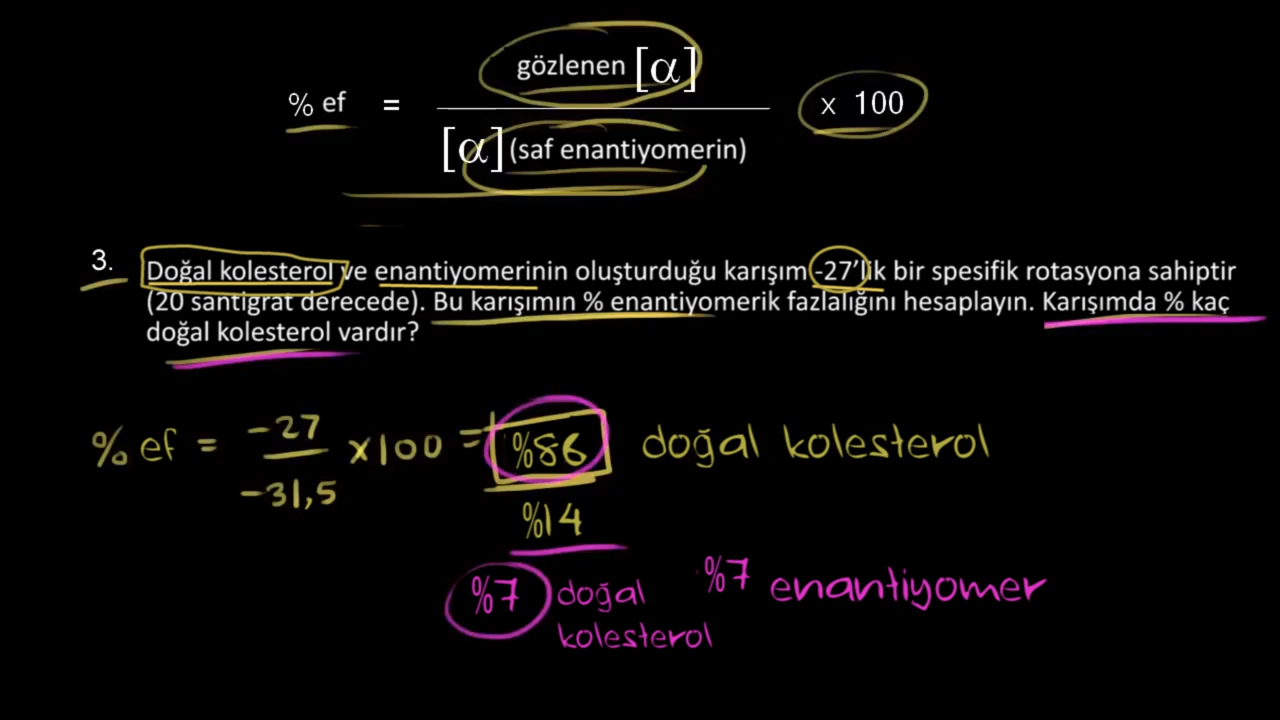 % ef = gözlenen [α] x 100
[α] (saf enantiyomerin)
3. Doğal kolesterol ve enantiyomerinin oluşturduğu karışım -27'lik bir spesifik rotasyona sahiptir
(20 santigrat derecede). Bu karışımın % enantiyomerik fazlalığını hesaplayın. Karışımda % kaç
doğal kolesterol vardır?
% ef = -27 x100 = %86 doğal kolesterol
-31,5
%14
%7 doğal %7 enantiyomer
kolesterol